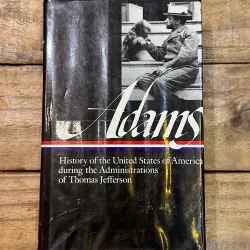 Adams
History of the United States of America
during the Administrations
of Thomas Jefferson